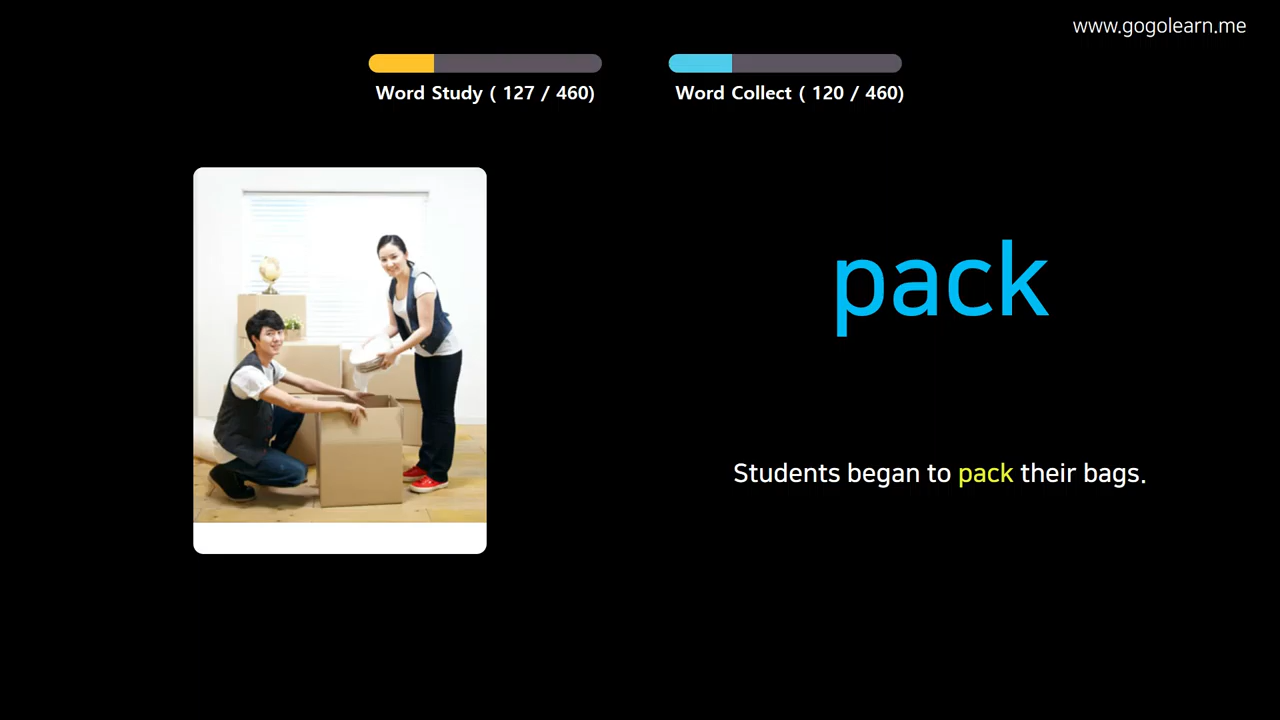 www.gogolearn.me
Word Study ( 127 / 460)
Word Collect ( 120 / 460)
pack
Students began to pack their bags.